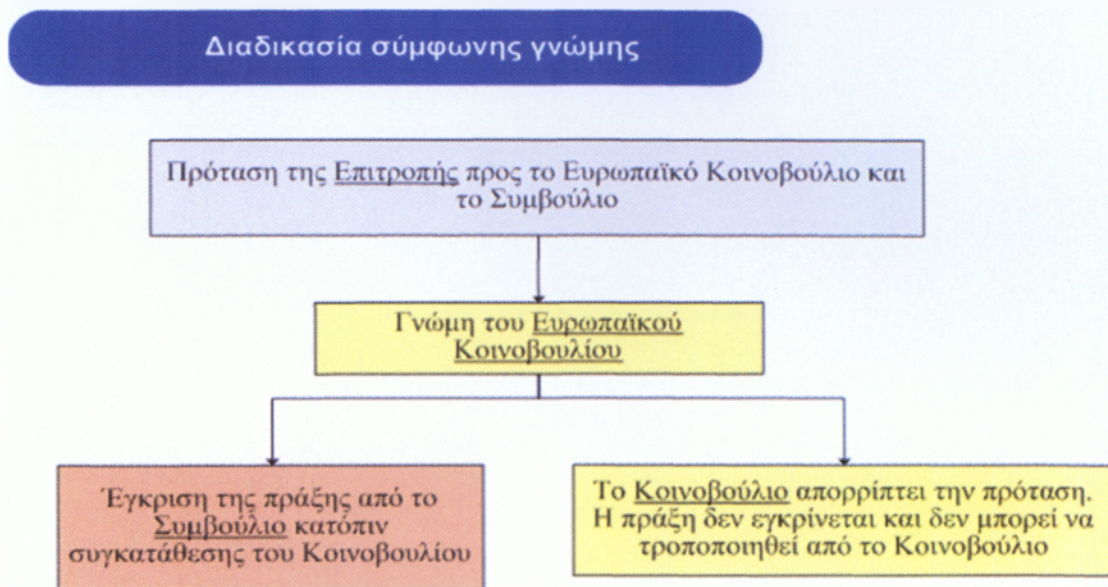 Διαδικασία σύμφωνης γνώμης
Πρόταση της Επιτροπής προς το Ευρωπαϊκό Κοινοβούλιο και
το Συμβούλιο
Γνώμη του Ευρωπαϊκού
Κοινοβουλίου
Έγκριση της πράξης από το
Συμβούλιο κατόπιν
συγκατάθεσης του Κοινοβουλίου
Το Κοινοβούλιο απορρίπτει την πρόταση.
Η πράξη δεν εγκρίνεται και δεν μπορεί να
τροποποιηθεί από το Κοινοβούλιο